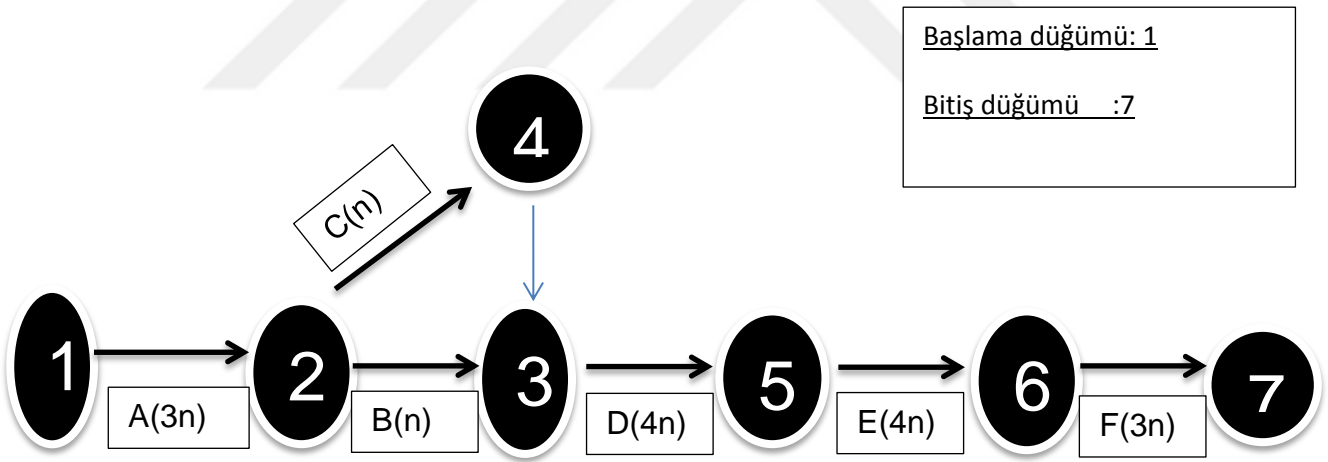 Başlama düğümü: 1
Bitiş düğümü :7
4
C(n)
1
2
3
5
6
7
A(3n)
B(n)
D(4n)
E(4n)
F(3n)